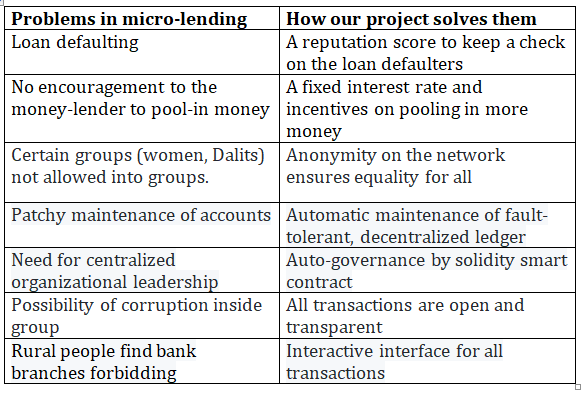 Problems in micro-lending
How our project solves them
Loan defaulting
A reputation score to keep a check
on the loan defaulters
No encouragement to the
money-lender to pool-in money
A fixed interest rate and
incentives on pooling in more
money
Certain groups (women, Dalits)
not allowed into groups.
Anonymity on the network
ensures equality for all
Patchy maintenance of accounts
Automatic maintenance of fault-
tolerant, decentralized ledger
Need for centralized
organizational leadership
Auto-governance by solidity smart
contract
Possibility of corruption inside
group
All transactions are open and
transparent
Rural people find bank
branches forbidding
Interactive interface for all
transactions